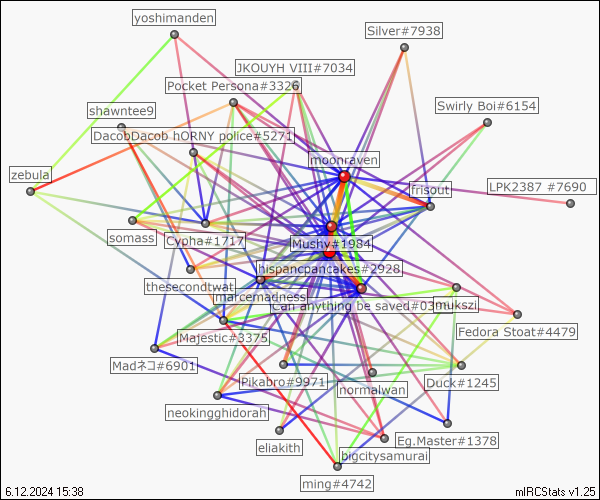 yoshimanden
Silver#7938
JKOUYH VIII#7034
Pocket Persona#3326
Swirly Boi#6154
shawntee9
DacobDacob hORNY police#5271
moonraven
zebula
frisout
LPK2387 #7690
somass
Cypha#1717
Mushy#1984
hispancpancakes#2928
thesecondtwat
marcemadness
Can anything be saved#03
mukszi
Fedora Stoat#4479
Majestic#3375
Madネコ#6901
Pikabro#9971
normalwan
Duck#1245
neokingghidorah
eliakith
Eg.Master#1378
bigcitysamurai
ming#4742
6.12.2024 15:38
mIRCStats v1.25